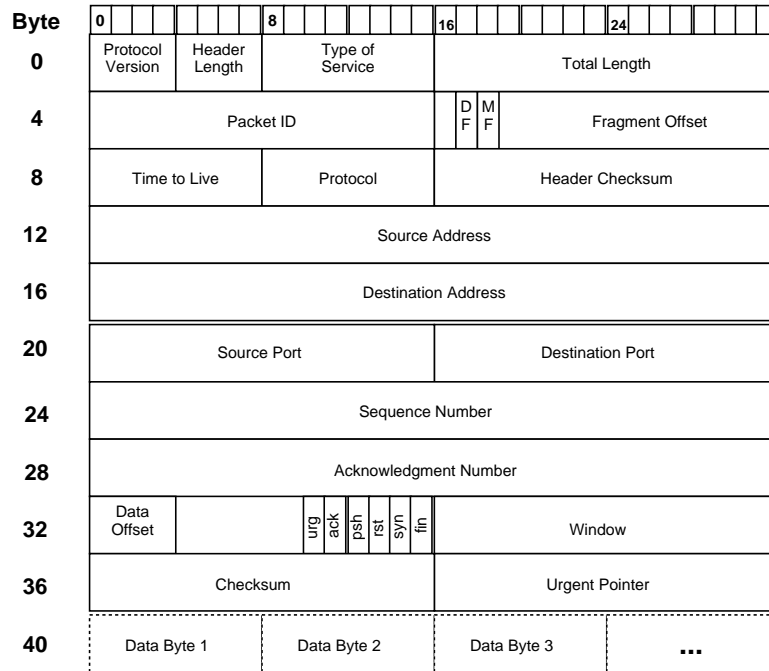 Byte 0 8 16 24
0 Protocol Version Header Length Type of Service Total Length
4 Packet ID DF MF Fragment Offset
8 Time to Live Protocol Header Checksum
12 Source Address
16 Destination Address
20 Source Port Destination Port
24 Sequence Number
28 Acknowledgment Number
32 Data Offset urg ack psh rst syn fin Window
36 Checksum Urgent Pointer
40 Data Byte 1 Data Byte 2 Data Byte 3 ...